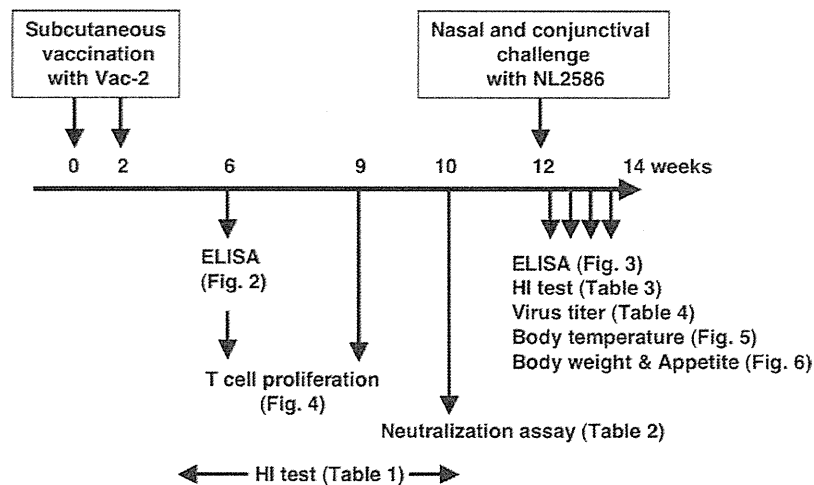 Subcutaneous
vaccination
with Vac-2
Nasal and conjunctival
challenge
with NL2586
0 2 6 9 10 12 14 weeks
ELISA
(Fig. 2)
ELISA (Fig. 3)
HI test (Table 3)
Virus titer (Table 4)
Body temperature (Fig. 5)
Body weight & Appetite (Fig. 6)
T cell proliferation
(Fig. 4)
Neutralization assay (Table 2)
HI test (Table 1)